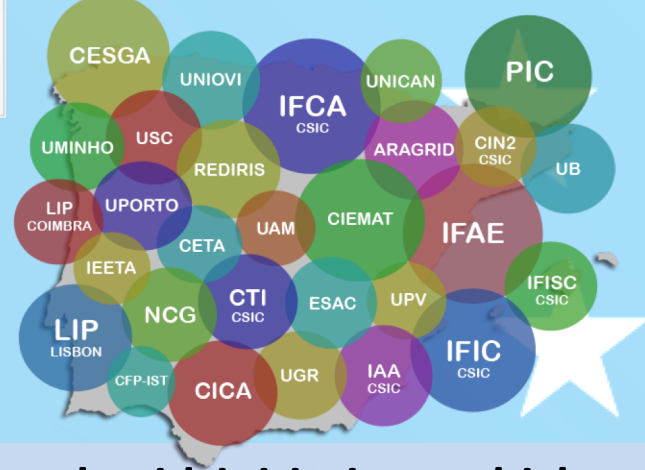 CESGA
UNIOVI
IFCA
CSIC
UNICAN
PIC
UMINHO
USC
REDIRIS
ARAGRID
CIN2
CSIC
UB
LIP
COIMBRA
UPORTO
CETA
UAM
CIEMAT
IFAE
IEETA
NCG
CTI
CSIC
ESAC
UPV
IFISC
CSIC
LIP
LISBON
CFP-IST
CICA
UGR
IAA
CSIC
IFIC
CSIC